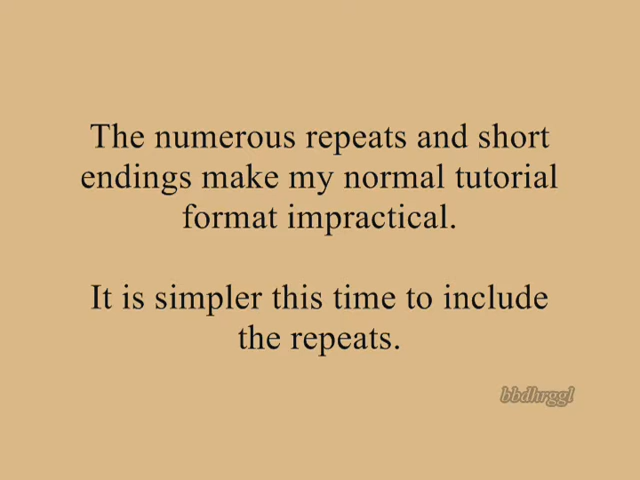 The numerous repeats and short
endings make my normal tutorial
format impractical.
It is simpler this time to include
the repeats.
bbdhrggl